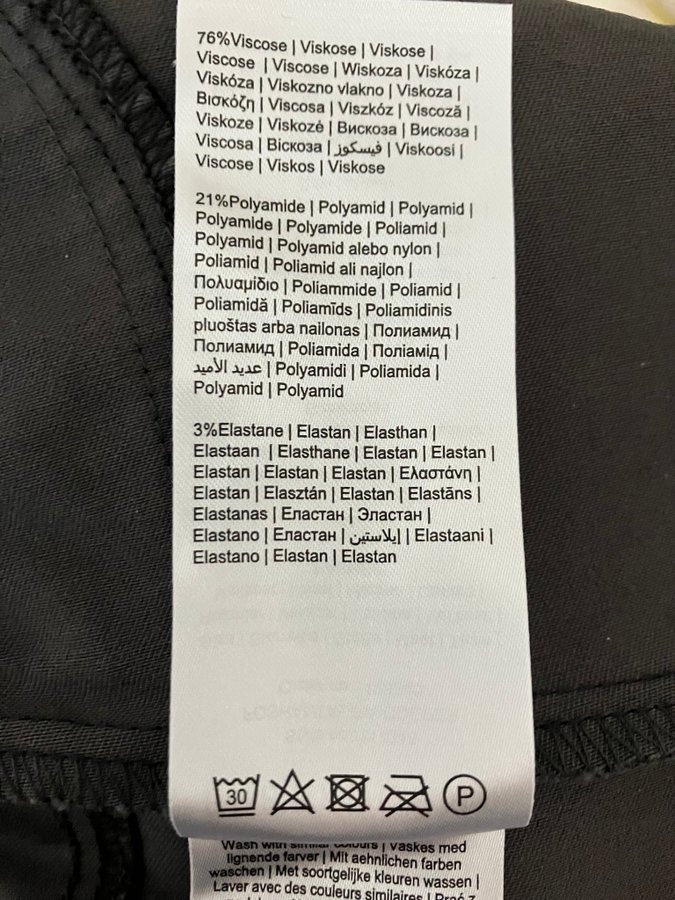 76%Viscose | Viskose | Viskose |
Viscose | Viscose | Wiskoza | Viskóza |
Viskóza | Viskozno vlakno | Viskoza |
Βισκόζη | Viscosa | Viszkóz | Viscoză |
Viskoze | Viskozė | Вискоза | Вискоза |
Viscosa | Віскоза | فيسكوز | Viskoosi |
Viscose | Viskos | Viskose
21%Polyamide | Polyamid | Polyamid |
Polyamide | Polyamide | Poliamid |
Polyamid | Polyamid alebo nylon |
Poliamid | Poliamid ali najlon |
Πολυαμίδιο | Poliammide | Poliamid |
Poliamidă | Poliamīds | Poliamidinis
pluoštas arba nailonas | Полиамид |
Полиамид | Poliamida | Поліамід |
عديد الأميد | Polyamidi | Poliamida |
Polyamid | Polyamid
3%Elastane | Elastan | Elasthan |
Elastaan | Elasthane | Elastan | Elastan |
Elastan | Elastan | Elastan | Ελαστάνη |
Elastan | Elasztán | Elastan | Elastāns |
Elastanas | Еластан | Эластан |
Elastano | Еластан | إيلاستين | Elastaani |
Elastano | Elastan | Elastan
30 P
Wash with similar colours | Vaskes med
lignende farver | Mit aehnlichen farben
waschen | Met soortgelijke kleuren wassen |
Laver avec des couleurs similaires |